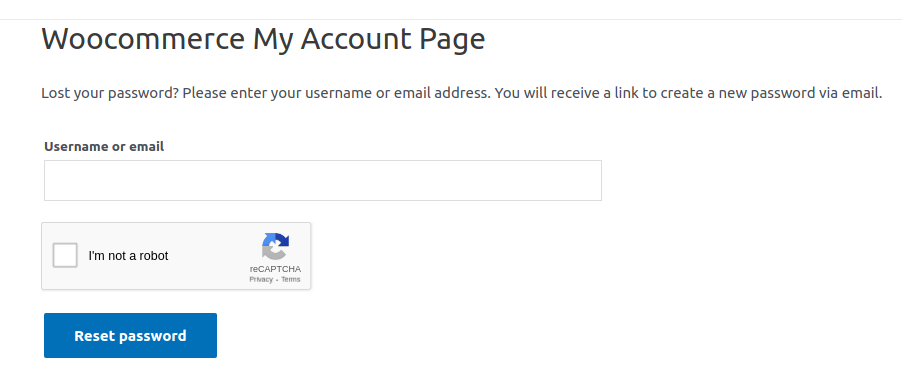 Woocommerce My Account Page
Lost your password? Please enter your username or email address. You will receive a link to create a new password via email.
Username or email
I'm not a robot
reCAPTCHA
Privacy - Terms
Reset password